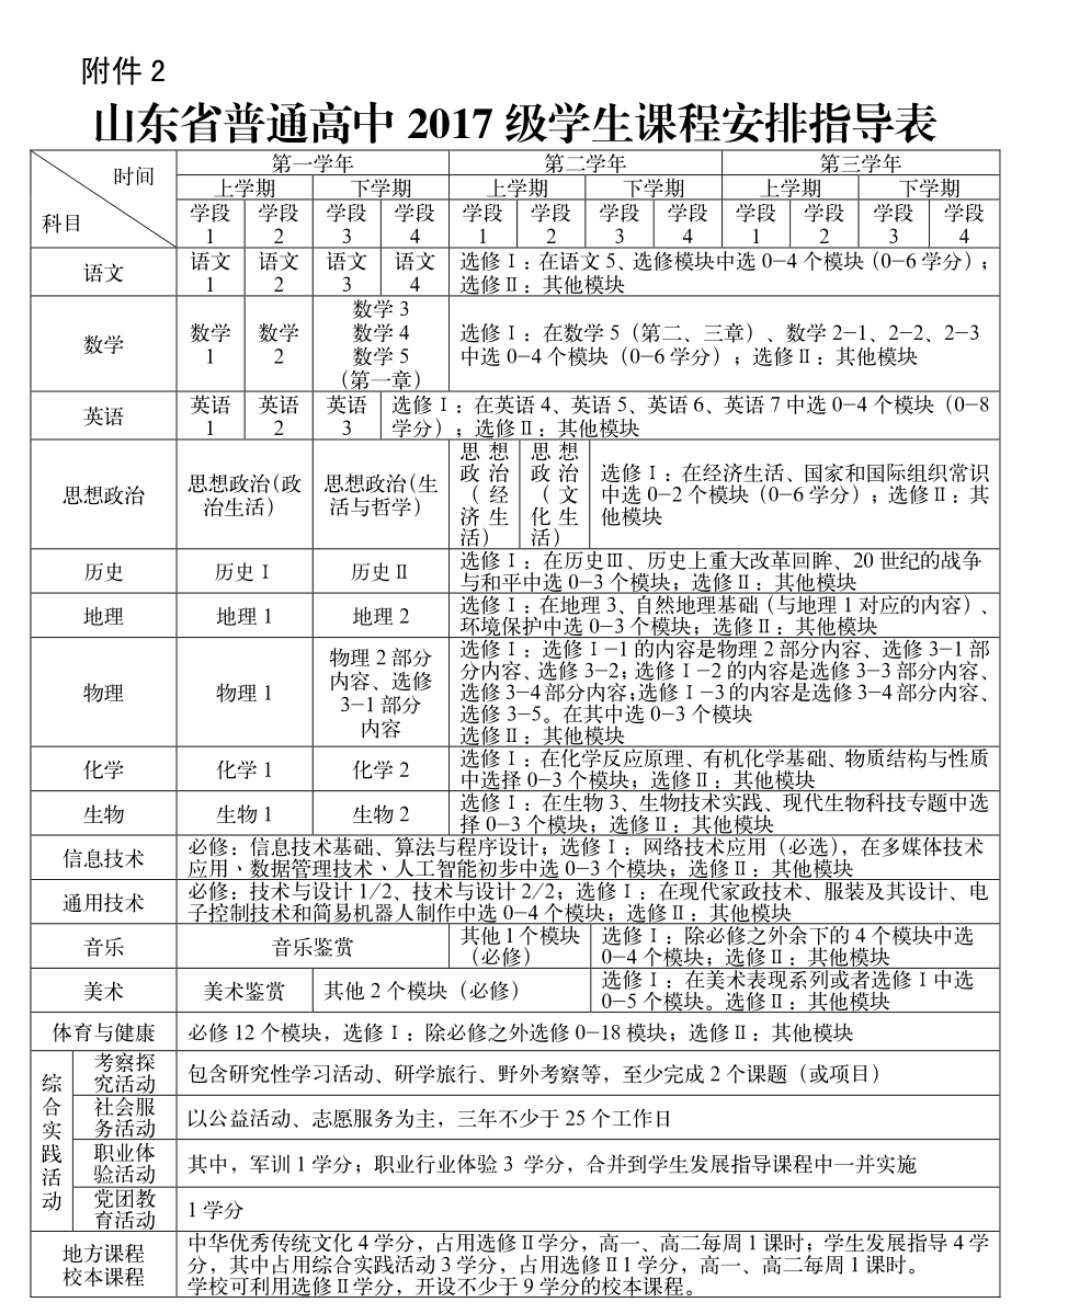 附件 2
山东省普通高中 2017 级学生课程安排指导表
时间
科目
第一学年 第二学年 第三学年
上学期 下学期 上学期 下学期 上学期 下学期
学段 学段 学段 学段 学段 学段 学段 学段 学段 学段 学段 学段
1 2 3 4 1 2 3 4 1 2 3 4
语文
语文 语文 语文 语文
1 2 3 4
选修Ⅰ：在语文 5、选修模块中选 0−4 个模块（0−6 学分）；
选修Ⅱ：其他模块
数学
数学 数学
1 2
数学 3
数学 4
数学 5
（第一章）
选修Ⅰ：在数学 5（第二、三章）、数学 2−1、2−2、2−3
中选 0−4 个模块（0−6 学分）；选修Ⅱ：其他模块
英语
英语 英语 英语
1 2 3
选修Ⅰ：在英语 4、英语 5、英语 6、英语 7 中选 0−4 个模块（0−8
学分）；选修Ⅱ：其他模块
思想政治
思想政治（政
治生活）
思想政治（生
活与哲学）
思 想
政 治
（ 经
济 生
活）
思 想
政 治
（ 文
化 生
活）
选修Ⅰ：在经济生活、国家和国际组织常识
中选 0−2 个模块（0−6 学分）；选修Ⅱ：其
他模块
历史
历史Ⅰ
历史Ⅱ
选修Ⅰ：在历史Ⅲ、历史上重大改革回眸、20 世纪的战争
与和平中选 0−3 个模块；选修Ⅱ：其他模块
地理
地理 1
地理 2
选修Ⅰ：在地理 3、自然地理基础（与地理 1 对应的内容）、
环境保护中选 0−3 个模块；选修Ⅱ：其他模块
物理
物理 1
物理 2 部分
内容、选修
3−1 部分
内容
选修Ⅰ：选修Ⅰ−1 的内容是物理 2 部分内容、选修 3−1 部
分内容、选修 3−2；选修Ⅰ−2 的内容是选修 3−3 部分内容、
选修 3−4 部分内容；选修Ⅰ−3 的内容是选修 3−4 部分内容、
选修 3−5。在其中选 0−3 个模块
选修Ⅱ：其他模块
化学
化学 1
化学 2
选修Ⅰ：在化学反应原理、有机化学基础、物质结构与性质
中选择 0−3 个模块；选修Ⅱ：其他模块
生物
生物 1
生物 2
选修Ⅰ：在生物 3、生物技术实践、现代生物科技专题中选
择 0−3 个模块；选修Ⅱ：其他模块
信息技术
必修：信息技术基础、算法与程序设计；选修Ⅰ：网络技术应用（必选），在多媒体技术
应用、数据管理技术、人工智能初步中选 0−3 个模块；选修Ⅱ：其他模块
通用技术
必修：技术与设计 1/2、技术与设计 2/2；选修Ⅰ：在现代家政技术、服装及其设计、电
子控制技术和简易机器人制作中选 0−4 个模块；选修Ⅱ：其他模块
音乐
音乐鉴赏
其他 1 个模块
（必修）
选修Ⅰ：除必修之外余下的 4 个模块中选
0−4 个模块；选修Ⅱ：其他模块
美术
美术鉴赏
其他 2 个模块（必修）
选修Ⅰ：在美术表现系列或者选修Ⅰ中选
0−5 个模块。选修Ⅱ：其他模块
体育与健康
必修 12 个模块，选修Ⅰ：除必修之外选修 0−18 模块；选修Ⅱ：其他模块
综
合
实
践
活
动
考察探
究活动
包含研究性学习活动、研学旅行、野外考察等，至少完成 2 个课题（或项目）
社会服
务活动
以公益活动、志愿服务为主，三年不少于 25 个工作日
职业体
验活动
其中，军训 1 学分；职业行业体验 3 学分，合并到学生发展指导课程中一并实施
党团教
育活动
1 学分
地方课程
校本课程
中华优秀传统文化 4 学分，占用选修Ⅱ学分，高一、高二每周 1 课时；学生发展指导 4 学
分，其中占用综合实践活动 3 学分，占用选修Ⅱ1 学分，高一、高二每周 1 课时。
学校可利用选修Ⅱ学分，开设不少于 9 学分的校本课程。